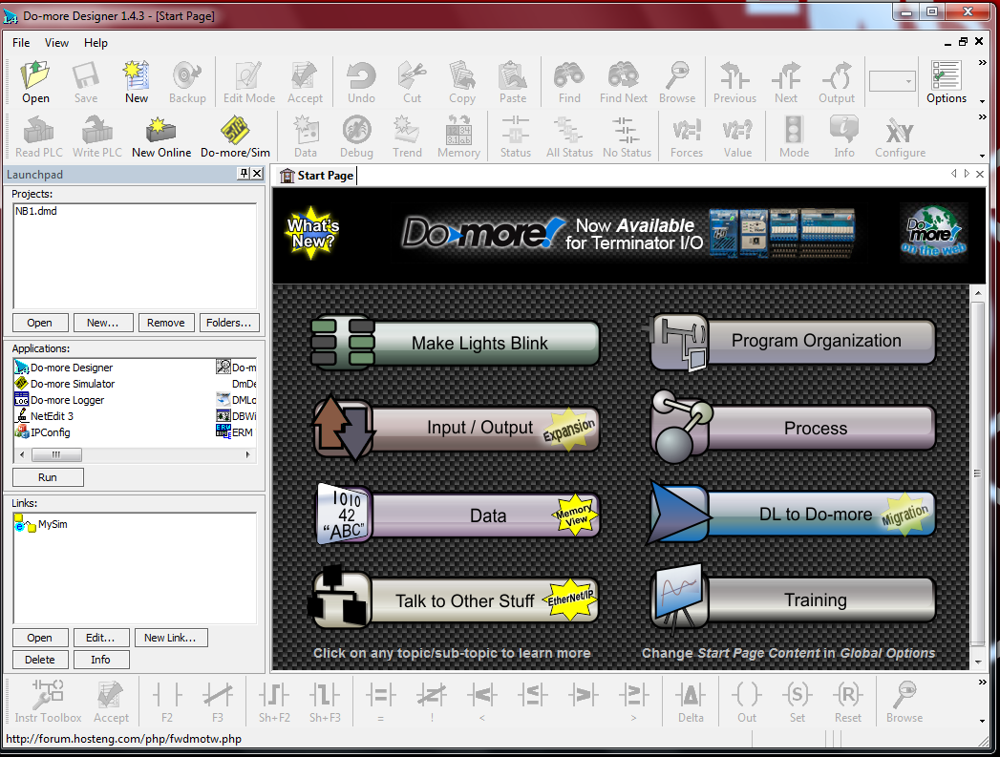 Do-more Designer 1.4.3 - [Start Page]
File View Help
Open Save New Backup Edit Mode Accept Undo Cut Copy Paste Find Find Next Browse Previous Next Output Options
Read PLC Write PLC New Online Do-more/Sim Data Debug Trend Memory Status All Status No Status Forces Value Mode Info Configure
Launchpad
Start Page
Projects:
NB1.dmd
Open New... Remove Folders...
Applications:
Do-more Designer Do-m
Do-more Simulator DmDe
Do-more Logger DMLo
NetEdit 3 DBWi
IPConfig ERM
Run
Links:
MySim
Open Edit... New Link...
Delete Info
What's
New?
Do-more!
Now Available
for Terminator I/O
Do-more!
on the web
Make Lights Blink
Program Organization
Input / Output Expansion
Process
1010
42
"ABC"
Data
Memory
View
DL to Do-more Migration
Talk to Other Stuff EtherNet/IP
Training
Click on any topic/sub-topic to learn more
Change Start Page Content in Global Options
Instr Toolbox Accept F2 F3 Sh+F2 Sh+F3 = ! < > Delta Out Set Reset Browse
http://forum.hosteng.com/php/fwdmotw.php